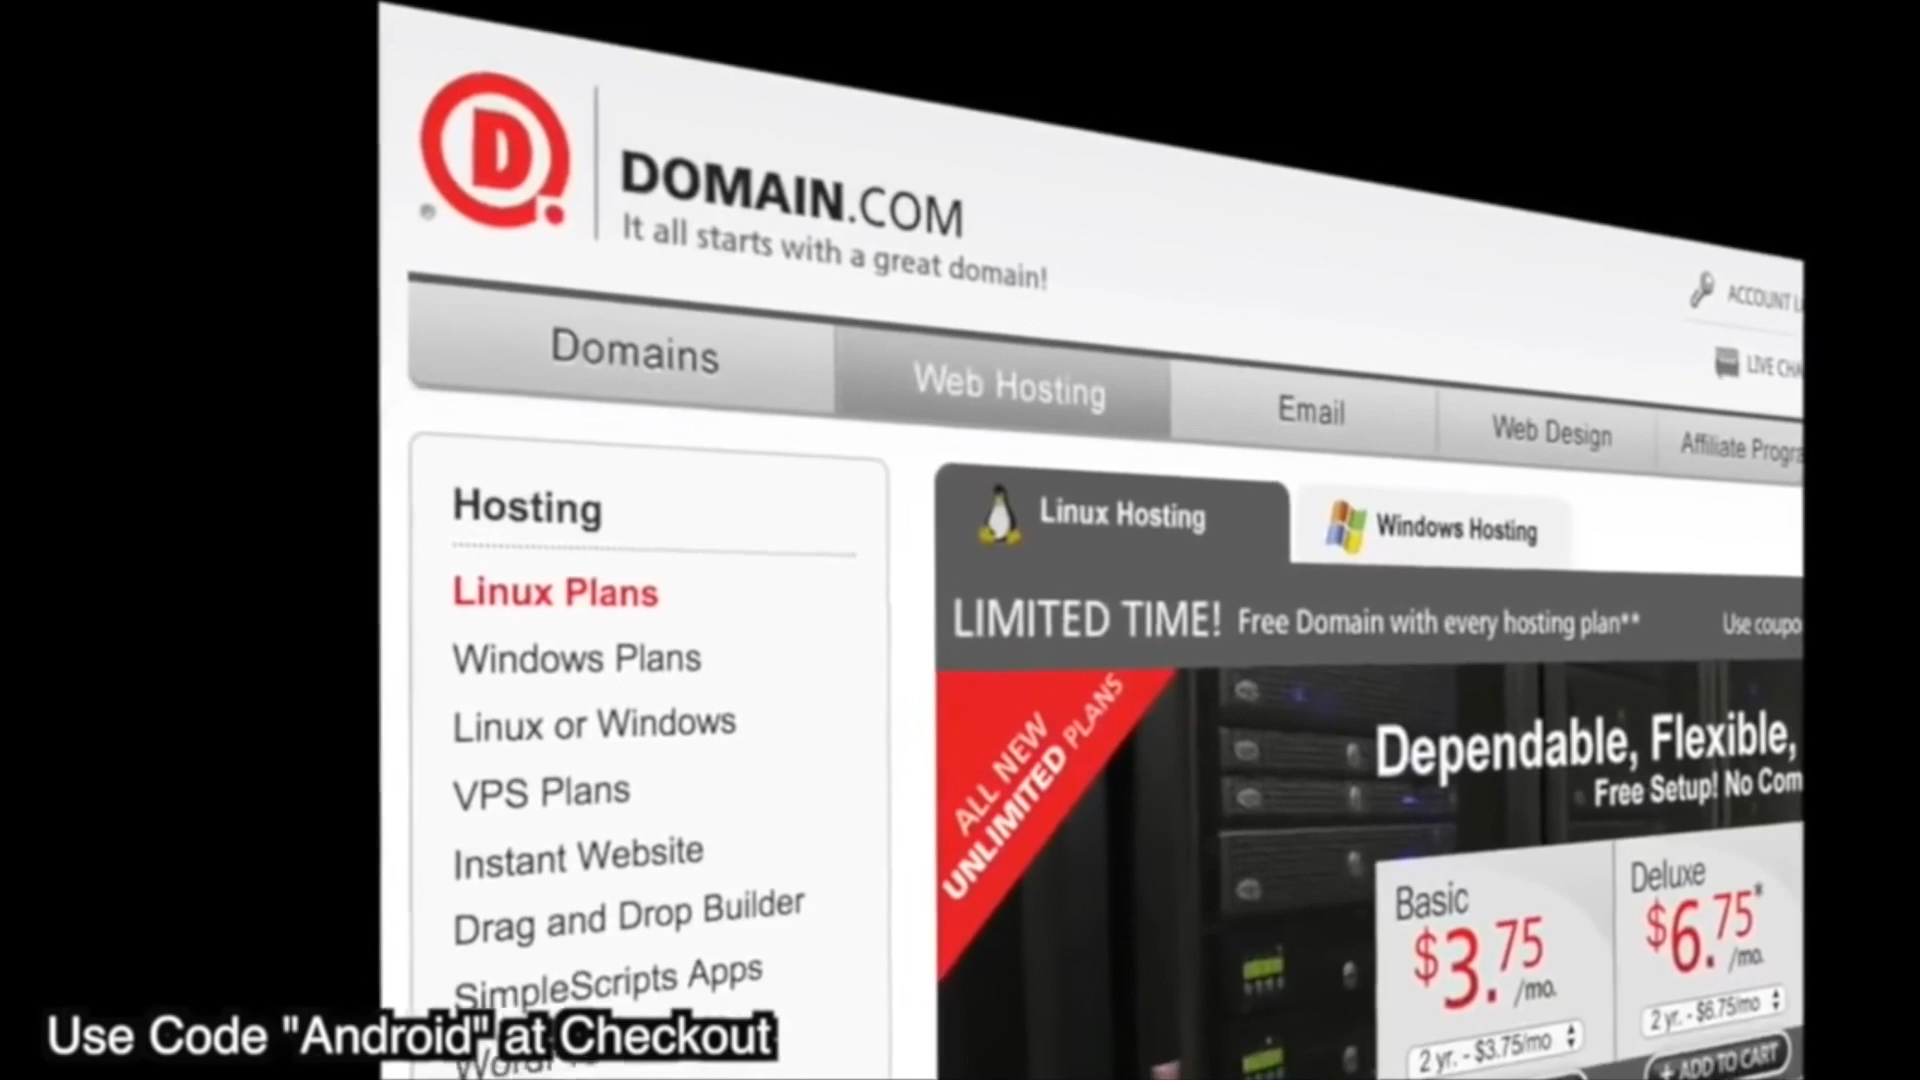 D
®
DOMAIN.COM
It all starts with a great domain!
ACCOUNT
LIVE
Domains
Web Hosting
Email
Web Design
Affiliate
Hosting
Linux Plans
Windows Plans
Linux or Windows
VPS Plans
Instant Website
Drag and Drop Builder
SimpleScripts Apps
Linux Hosting
Windows Hosting
LIMITED TIME! Free Domain with every hosting plan** Use
ALL NEW
UNLIMITED PLANS
Dependable, Flexible,
Free Setup! No
Basic
$3.75
/mo.
2 yr. - $3.75/mo
Deluxe
$6.75*
/mo.
2 yr. - $6.75/mo
+ ADD TO CART
Use Code "Android" at Checkout